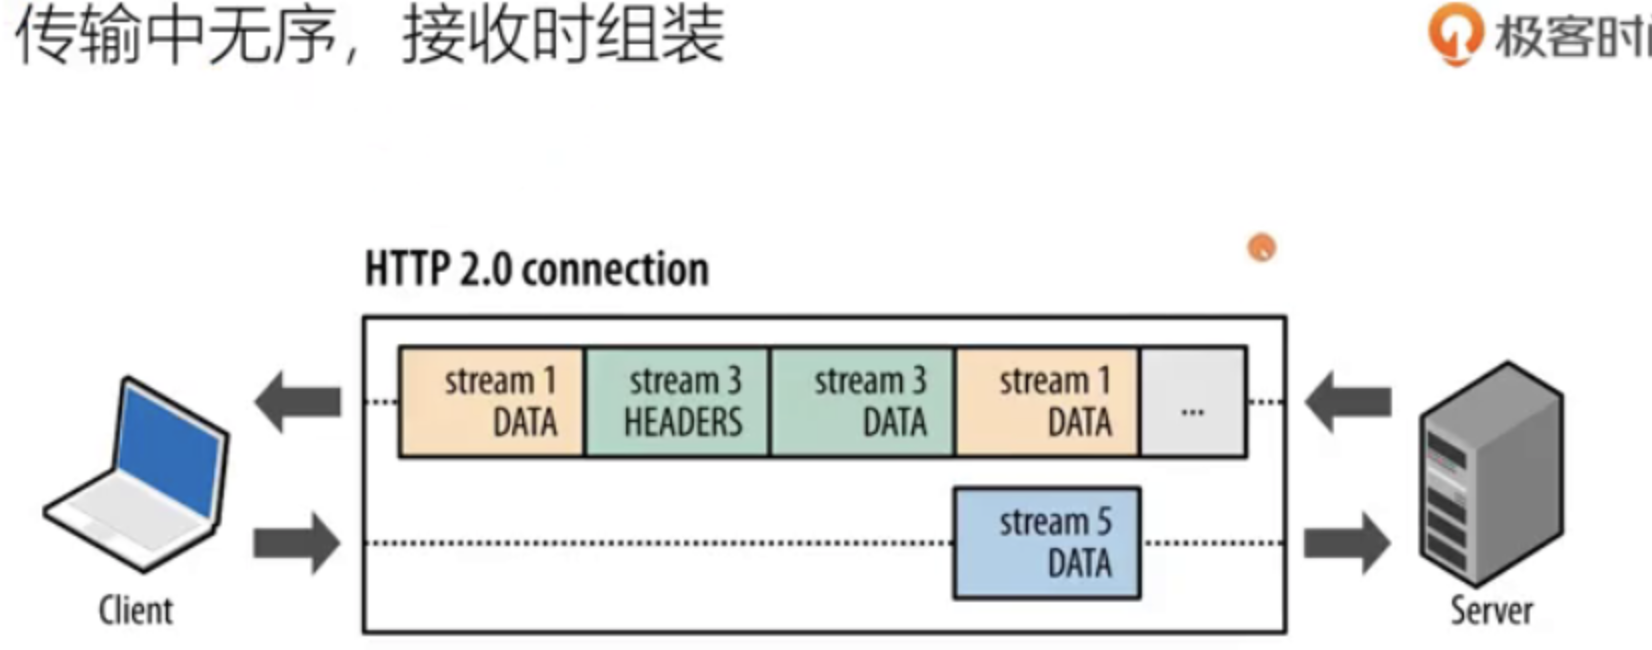 传输中无序，接收时组装
极客时间
HTTP 2.0 connection
stream 1
DATA
stream 3
HEADERS
stream 3
DATA
stream 1
DATA
...
stream 5
DATA
Client
Server